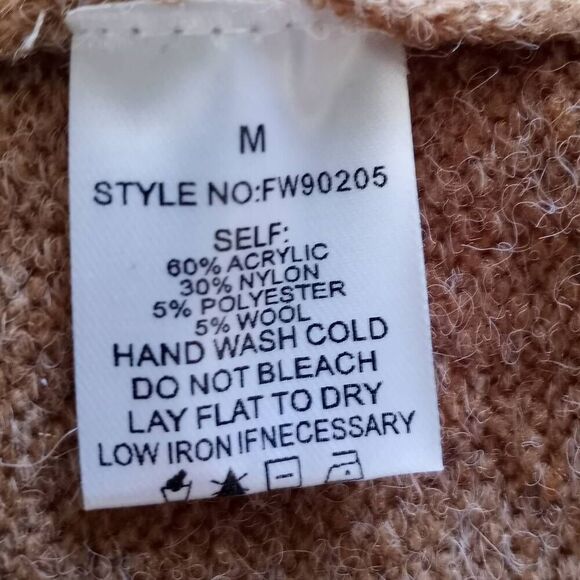 M
STYLE NO:FW90205
SELF:
60% ACRYLIC
30% NYLON
5% POLYESTER
5% WOOL
HAND WASH COLD
DO NOT BLEACH
LAY FLAT TO DRY
LOW IRON IFNECESSARY